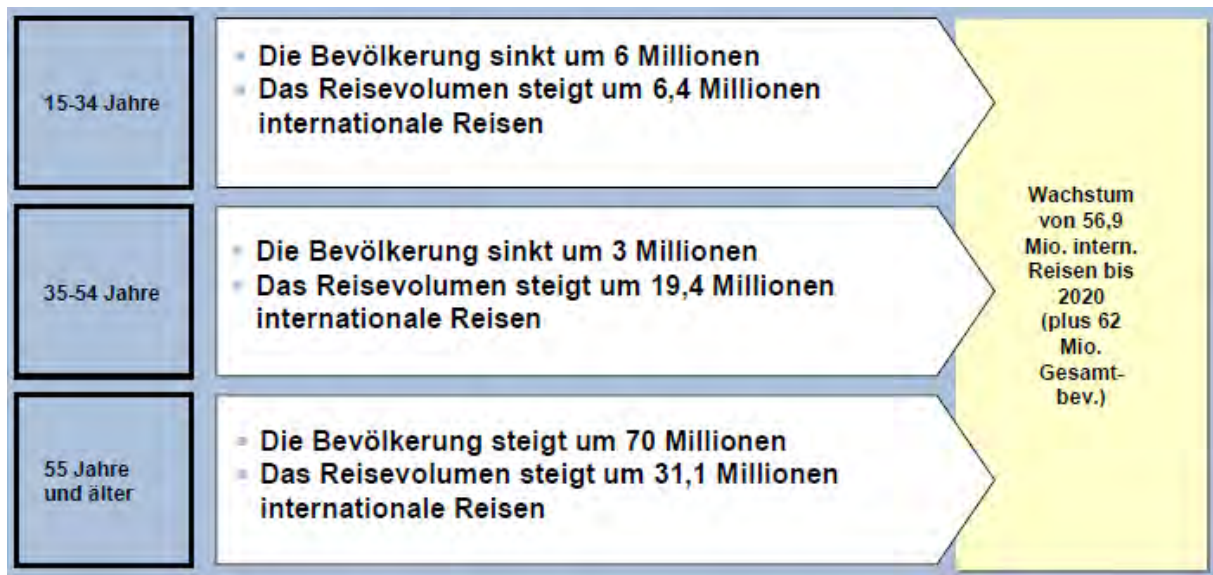 15-34 Jahre
Die Bevölkerung sinkt um 6 Millionen
Das Reisevolumen steigt um 6,4 Millionen
internationale Reisen
35-54 Jahre
Die Bevölkerung sinkt um 3 Millionen
Das Reisevolumen steigt um 19,4 Millionen
internationale Reisen
55 Jahre
und älter
Die Bevölkerung steigt um 70 Millionen
Das Reisevolumen steigt um 31,1 Millionen
internationale Reisen
Wachstum
von 56,9
Mio. intern.
Reisen bis
2020
(plus 62
Mio.
Gesamt-
bev.)